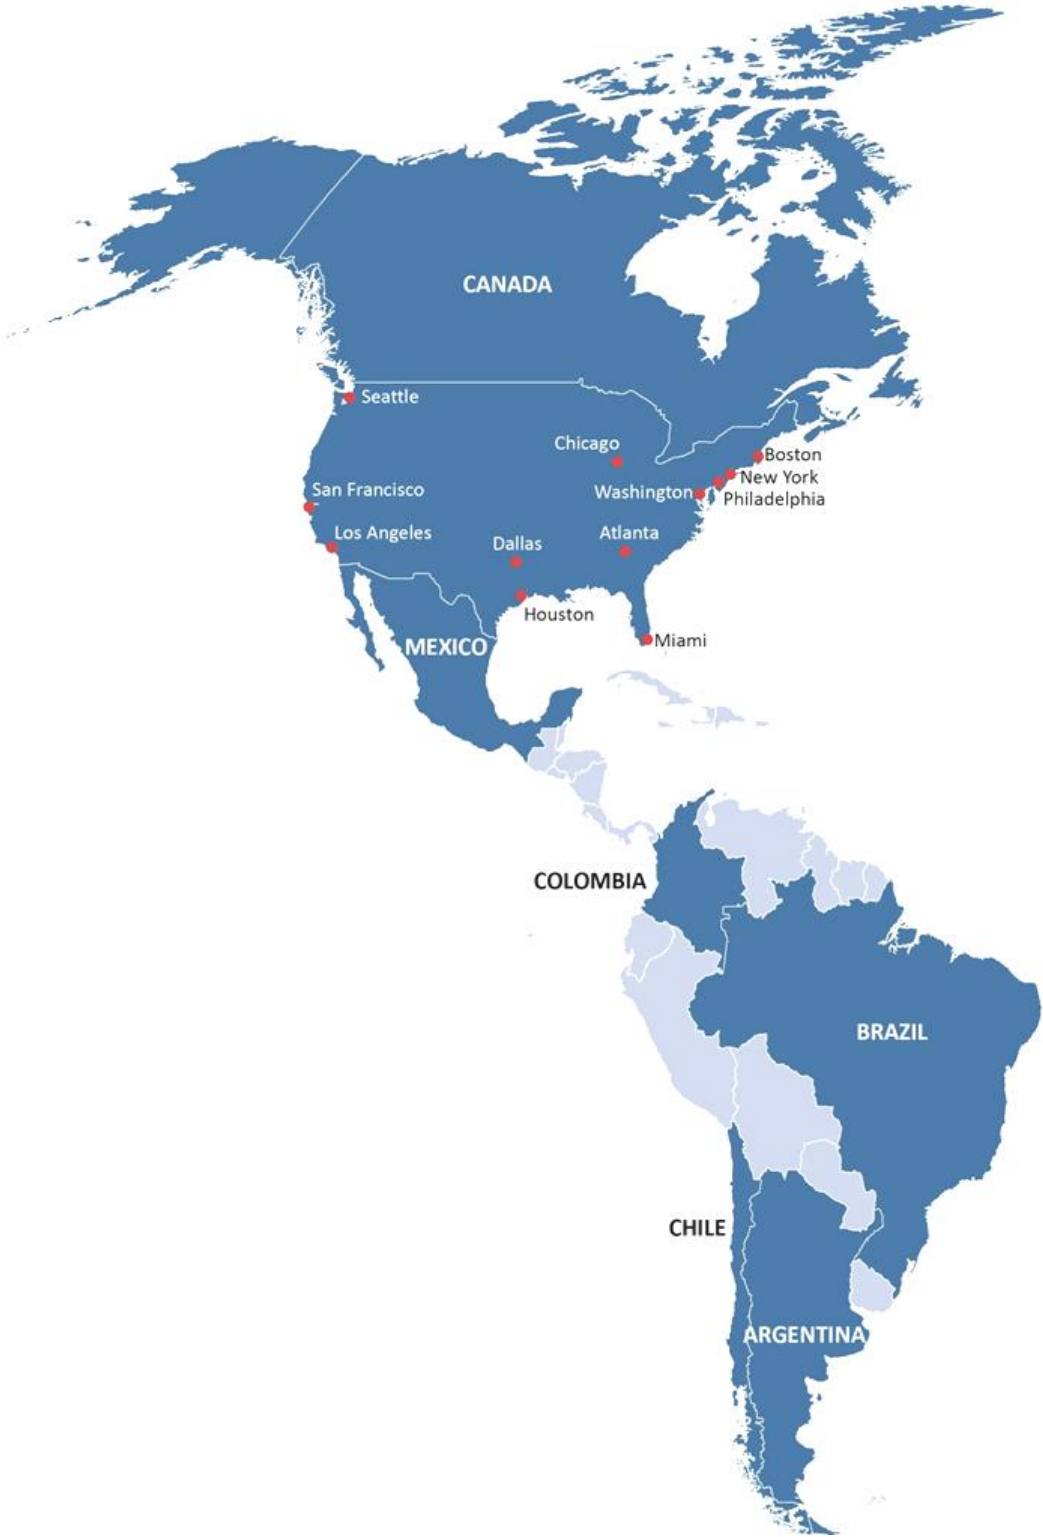 CANADA
Seattle
Chicago
Boston
New York
San Francisco
Washington
Philadelphia
Los Angeles
Atlanta
Dallas
Houston
Miami
MEXICO
COLOMBIA
BRAZIL
CHILE
ARGENTINA